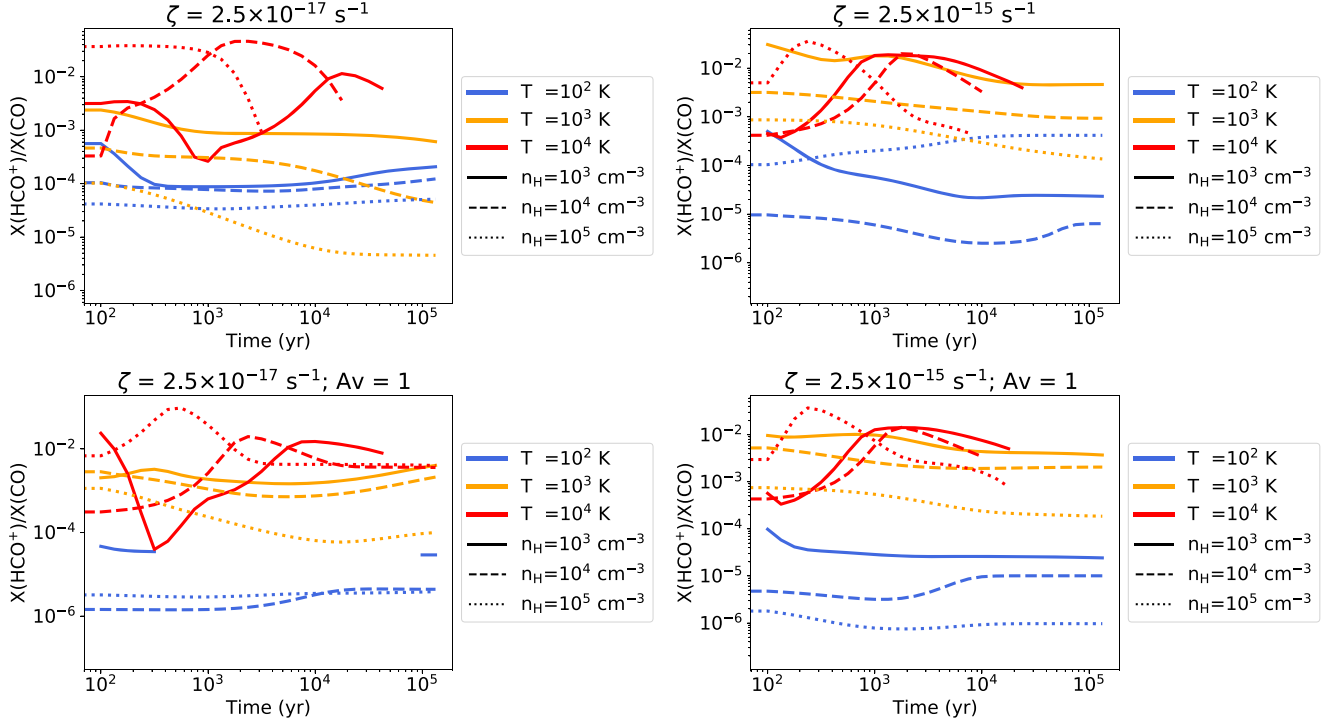 ζ = 2.5×10⁻¹⁷ s⁻¹
X(HCO⁺)/X(CO)
10⁻²
10⁻³
10⁻⁴
10⁻⁵
10⁻⁶
10² 10³ 10⁴ 10⁵
Time (yr)
T =10² K
T =10³ K
T =10⁴ K
n_H=10³ cm⁻³
n_H=10⁴ cm⁻³
n_H=10⁵ cm⁻³
ζ = 2.5×10⁻¹⁵ s⁻¹
X(HCO⁺)/X(CO)
10⁻²
10⁻³
10⁻⁴
10⁻⁵
10⁻⁶
10² 10³ 10⁴ 10⁵
Time (yr)
T =10² K
T =10³ K
T =10⁴ K
n_H=10³ cm⁻³
n_H=10⁴ cm⁻³
n_H=10⁵ cm⁻³
ζ = 2.5×10⁻¹⁷ s⁻¹; Av = 1
X(HCO⁺)/X(CO)
10⁻²
10⁻⁴
10⁻⁶
10² 10³ 10⁴ 10⁵
Time (yr)
T =10² K
T =10³ K
T =10⁴ K
n_H=10³ cm⁻³
n_H=10⁴ cm⁻³
n_H=10⁵ cm⁻³
ζ = 2.5×10⁻¹⁵ s⁻¹; Av = 1
X(HCO⁺)/X(CO)
10⁻²
10⁻³
10⁻⁴
10⁻⁵
10⁻⁶
10² 10³ 10⁴ 10⁵
Time (yr)
T =10² K
T =10³ K
T =10⁴ K
n_H=10³ cm⁻³
n_H=10⁴ cm⁻³
n_H=10⁵ cm⁻³